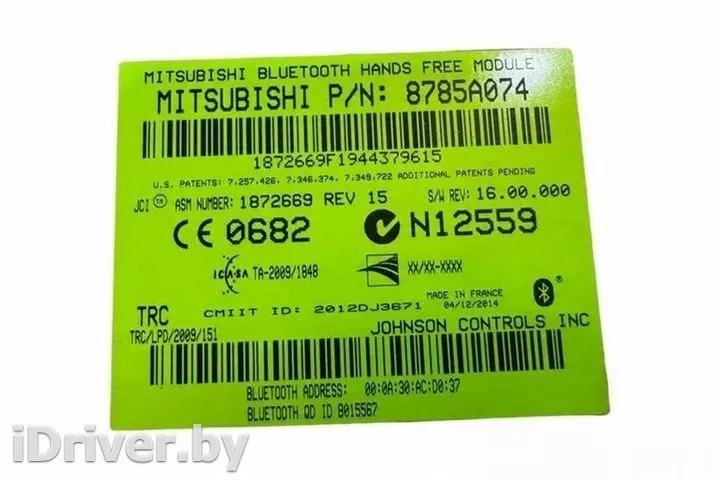 MITSUBISHI BLUETOOTH HANDS FREE MODULE
MITSUBISHI P/N: 8785A074
1872669F1944379615
U.S. PATENTS: 7,257,426, 7,346,374, 7,349,722 ADDITIONAL PATENTS PENDING
JCI TM ASM NUMBER: 1872669 REV 15 S/W REV: 16.00.000
CE 0682 N12559
ICASA TA-2009/1848 XX/XX-XXXX
TRC CMIIT ID: 2012DJ3671 MADE IN FRANCE
04/12/2014
TRC/LPD/2009/151 JOHNSON CONTROLS INC
BLUETOOTH ADDRESS: 00:0A:30:AC:D0:37
BLUETOOTH QD ID B015567
iDriver.by